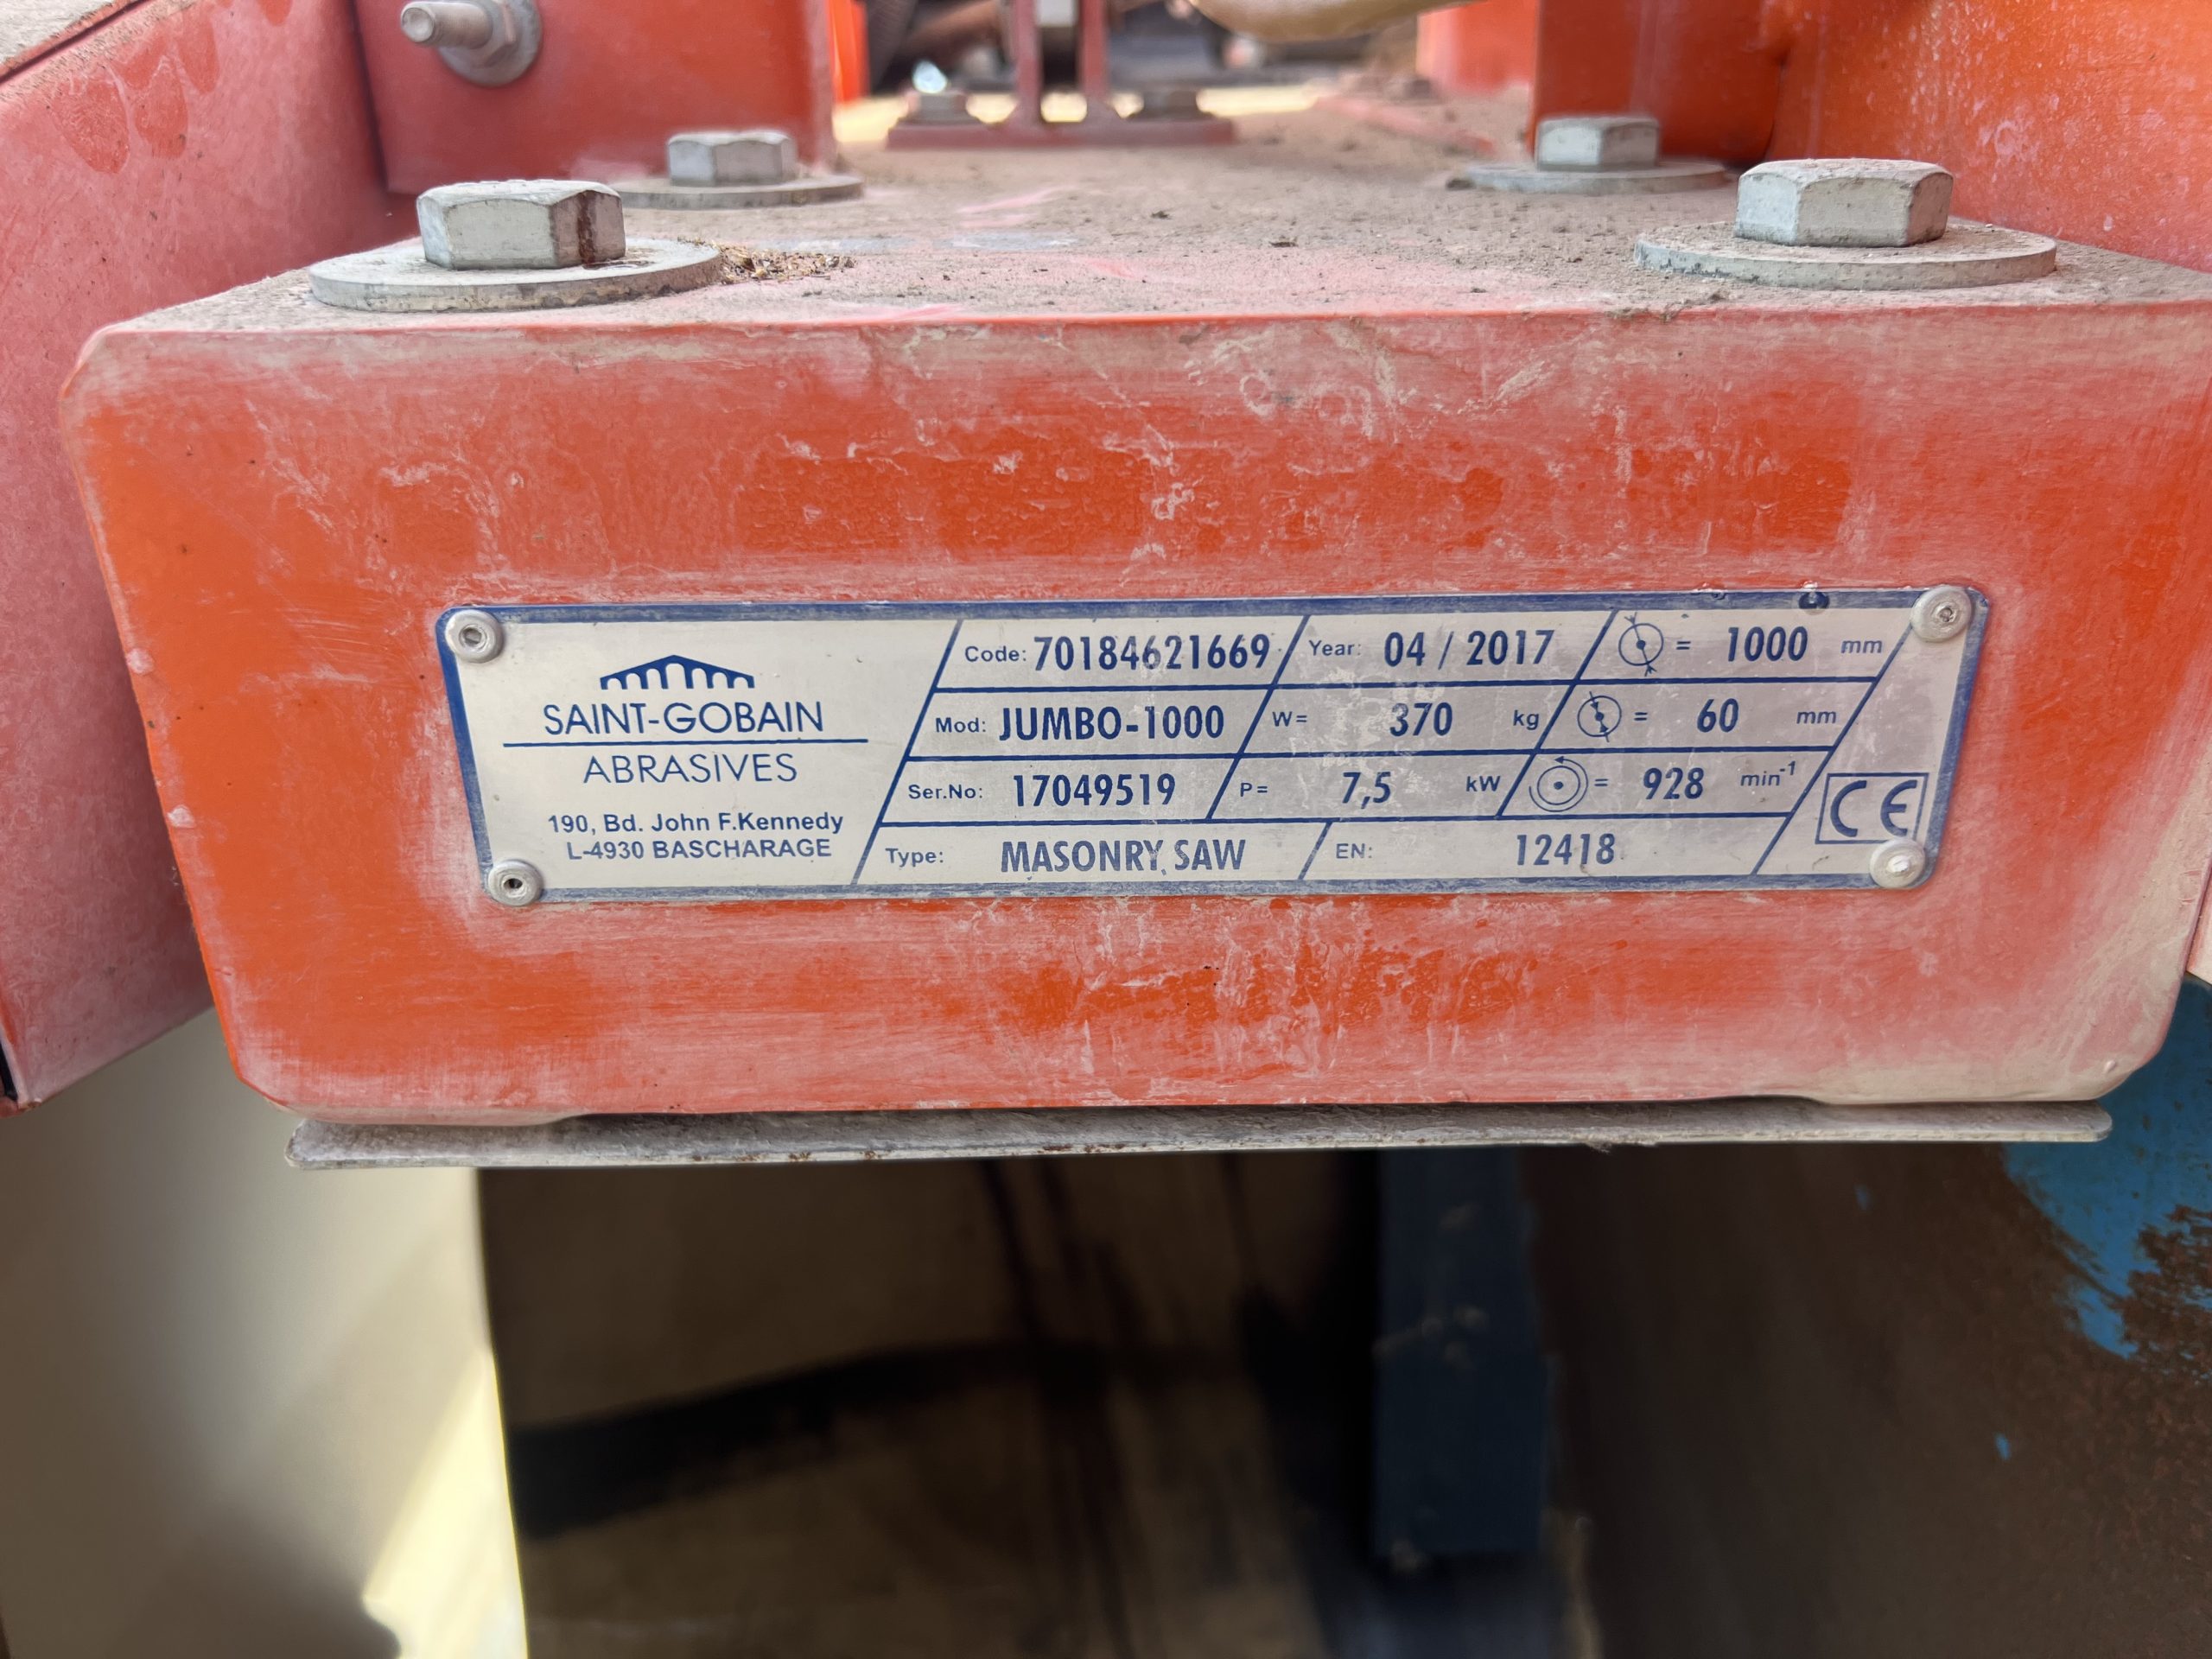 SAINT-GOBAIN
ABRASIVES
190, Bd. John F.Kennedy
L-4930 BASCHARAGE
Code: 70184621669 Year: 04 / 2017 = 1000 mm
Mod: JUMBO-1000 W= 370 kg = 60 mm
Ser.No: 17049519 P= 7,5 kW = 928 min-1
Type: MASONRY SAW EN: 12418
CE